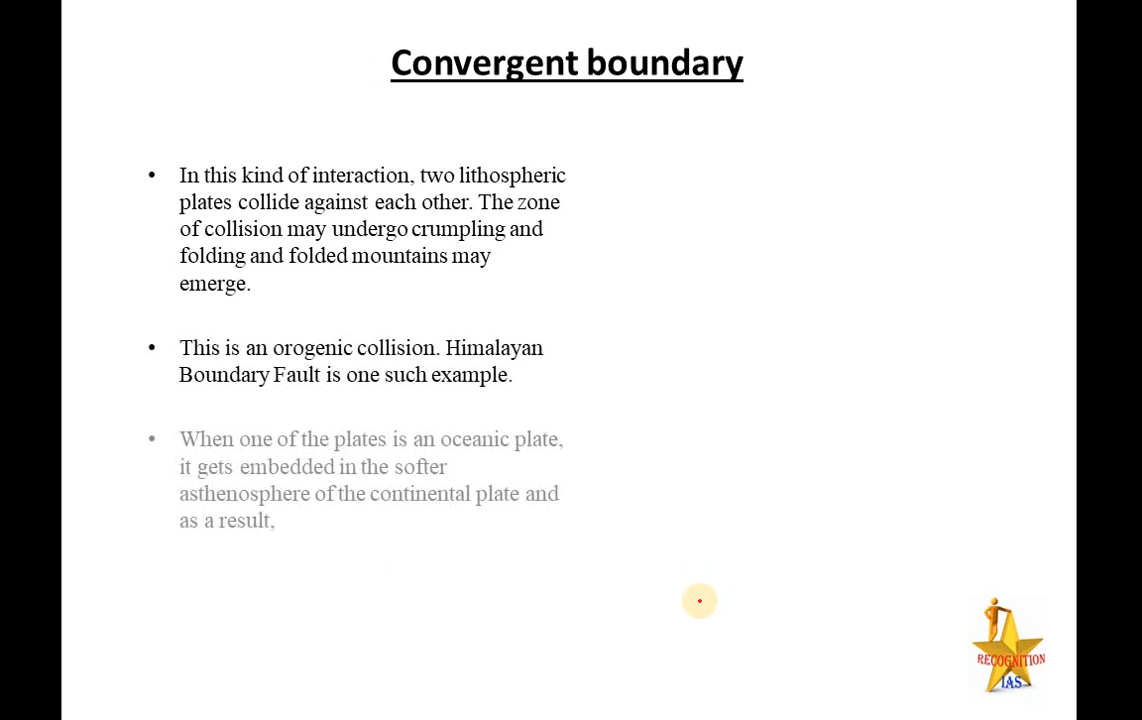 Convergent boundary
• In this kind of interaction, two lithospheric
plates collide against each other. The zone
of collision may undergo crumpling and
folding and folded mountains may
emerge.
• This is an orogenic collision. Himalayan
Boundary Fault is one such example.
• When one of the plates is an oceanic plate,
it gets embedded in the softer
asthenosphere of the continental plate and
as a result,
RECOGNITION
IAS